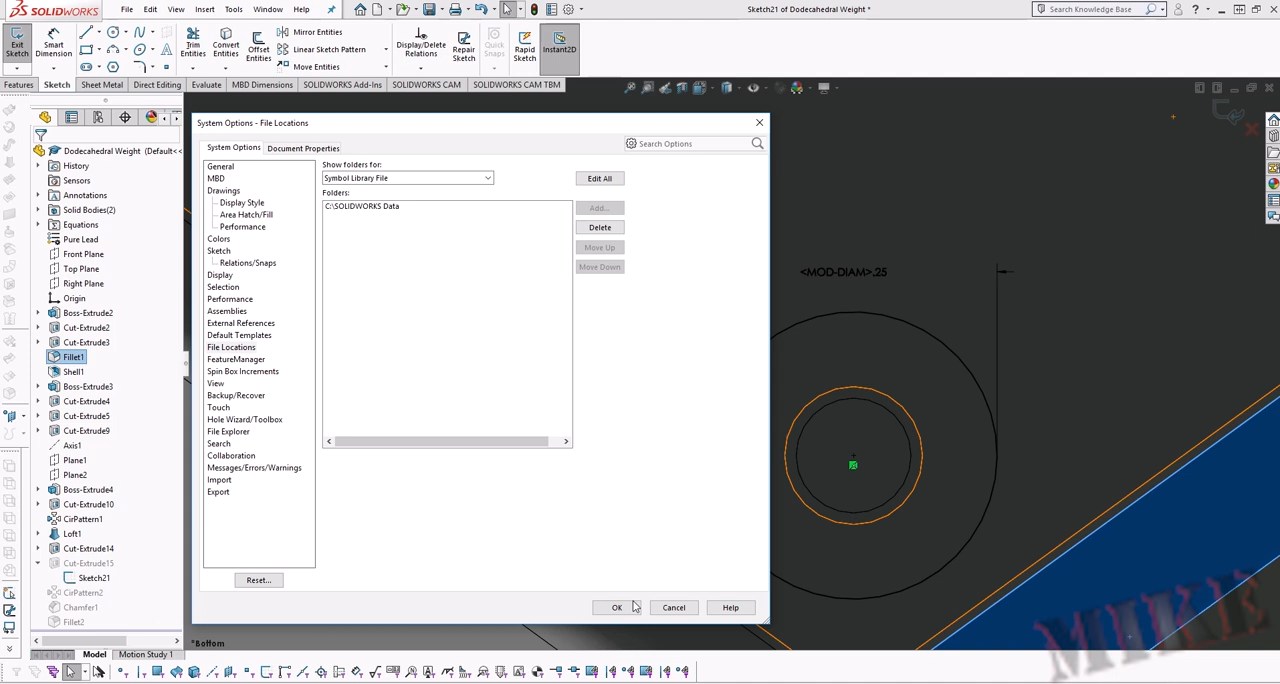 SOLIDWORKS
File Edit View Insert Tools Window Help
Sketch21 of Dodecahedral Weight *
Search Knowledge Base
Exit Sketch
Smart Dimension
Trim Entities
Convert Entities
Offset Entities
Mirror Entities
Linear Sketch Pattern
Move Entities
Display/Delete Relations
Repair Sketch
Quick Snaps
Rapid Sketch
Instant2D
Features Sketch Sheet Metal Direct Editing Evaluate MBD Dimensions SOLIDWORKS Add-Ins SOLIDWORKS CAM SOLIDWORKS CAM TBM
Dodecahedral Weight (Default<<
History
Sensors
Annotations
Solid Bodies(2)
Equations
Pure Lead
Front Plane
Top Plane
Right Plane
Origin
Boss-Extrude2
Cut-Extrude2
Cut-Extrude3
Fillet1
Shell1
Boss-Extrude3
Cut-Extrude4
Cut-Extrude5
Cut-Extrude9
Axis1
Plane1
Plane2
Boss-Extrude4
Cut-Extrude10
CirPattern1
Loft1
Cut-Extrude14
Cut-Extrude15
Sketch21
CirPattern2
Chamfer1
Fillet2
System Options - File Locations
System Options Document Properties
Search Options
General
MBD
Drawings
Display Style
Area Hatch/Fill
Performance
Colors
Sketch
Relations/Snaps
Display
Selection
Performance
Assemblies
External References
Default Templates
File Locations
FeatureManager
Spin Box Increments
View
Backup/Recover
Touch
Hole Wizard/Toolbox
File Explorer
Search
Collaboration
Messages/Errors/Warnings
Import
Export
Reset...
Show folders for:
Symbol Library File
Edit All
Folders:
C:\SOLIDWORKS Data
Add...
Delete
Move Up
Move Down
OK Cancel Help
<MOD-DIAM>.25
*Bottom
MIKE
Model Motion Study 1